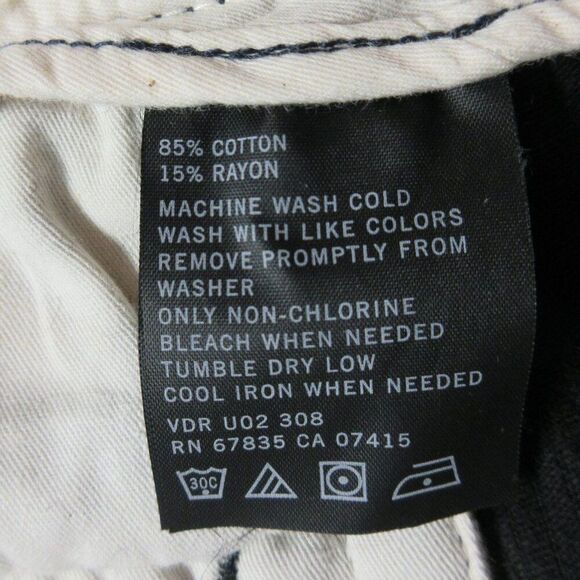 85% COTTON
15% RAYON
MACHINE WASH COLD
WASH WITH LIKE COLORS
REMOVE PROMPTLY FROM
WASHER
ONLY NON-CHLORINE
BLEACH WHEN NEEDED
TUMBLE DRY LOW
COOL IRON WHEN NEEDED
VDR U02 308
RN 67835 CA 07415
30C